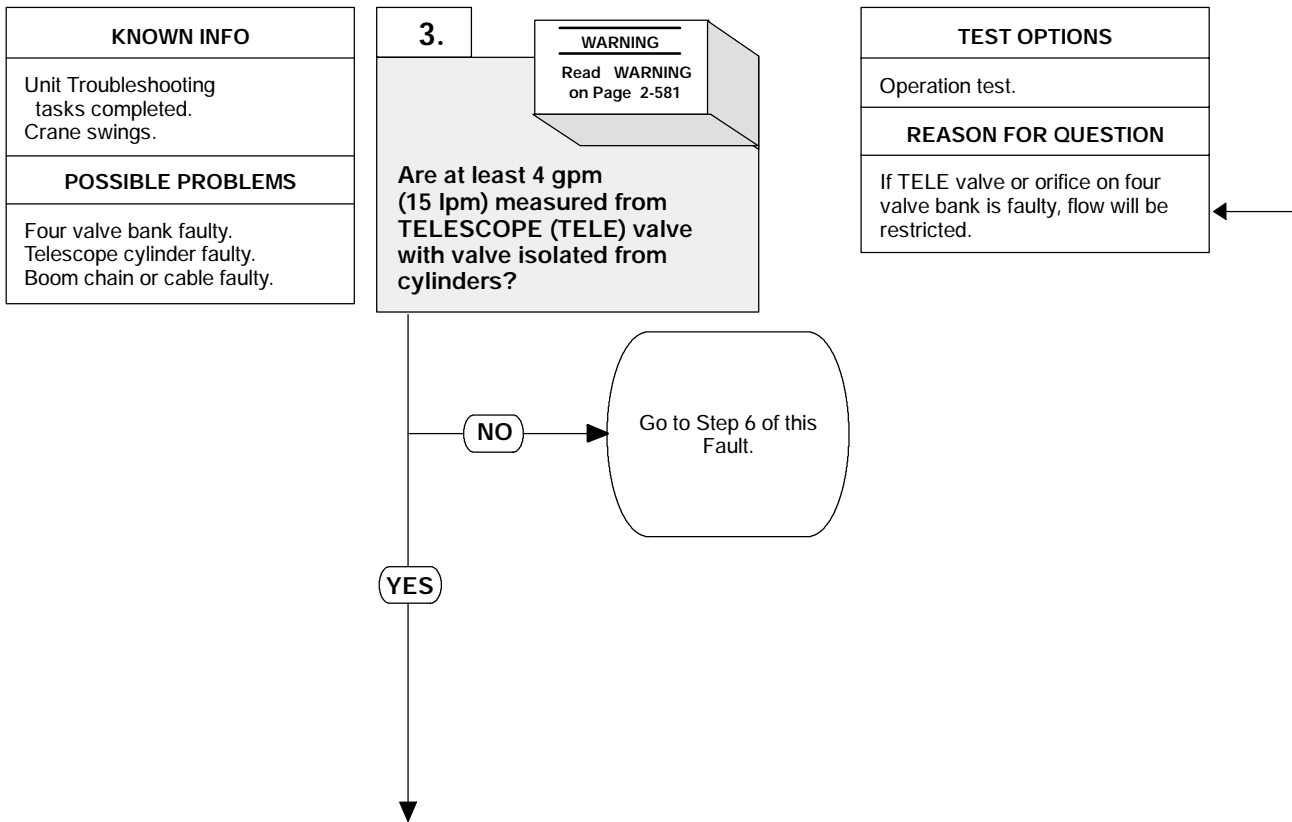 KNOWN INFO
Unit Troubleshooting
tasks completed.
Crane swings.
POSSIBLE PROBLEMS
Four valve bank faulty.
Telescope cylinder faulty.
Boom chain or cable faulty.
3.
WARNING
Read WARNING
on Page 2-581
Are at least 4 gpm
(15 lpm) measured from
TELESCOPE (TELE) valve
with valve isolated from
cylinders?
TEST OPTIONS
Operation test.
REASON FOR QUESTION
If TELE valve or orifice on four
valve bank is faulty, flow will be
restricted.
NO
Go to Step 6 of this
Fault.
YES